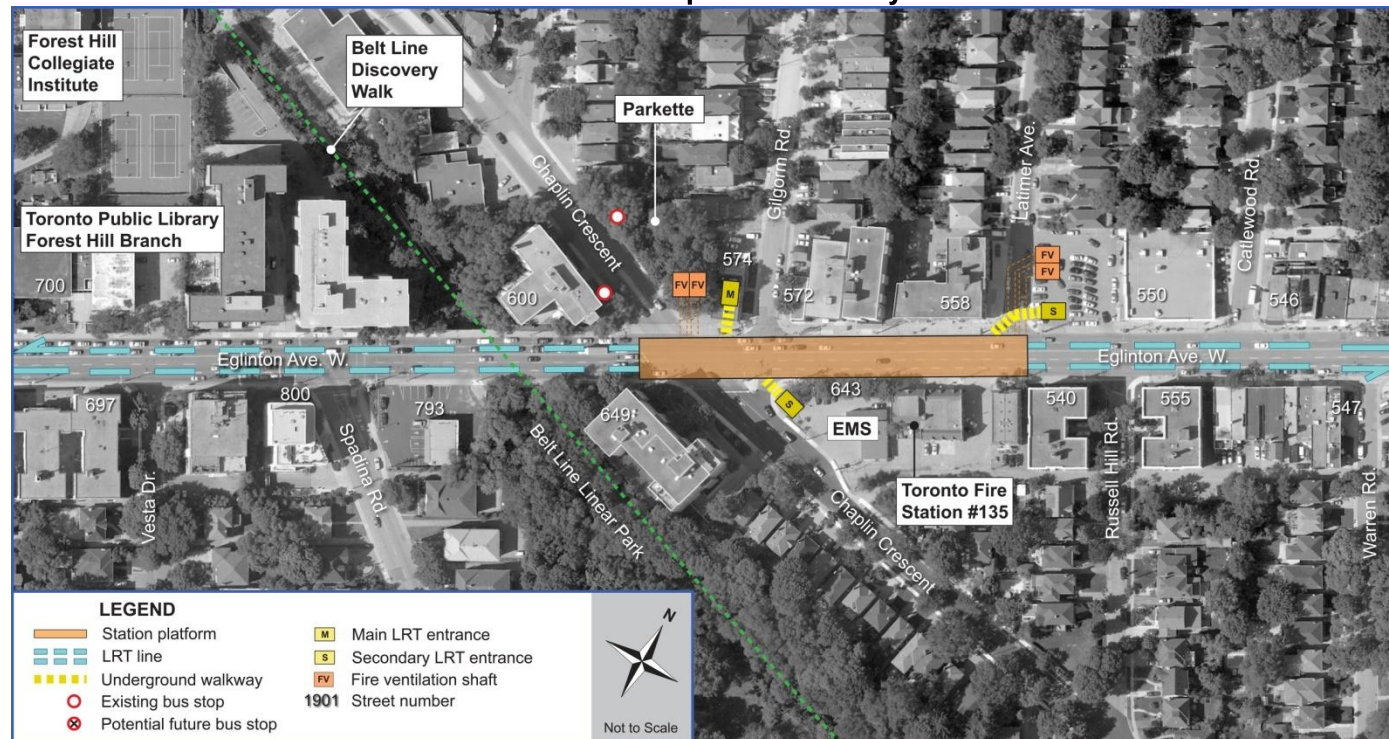 Forest Hill
Collegiate
Institute
Belt Line
Discovery
Walk
Parkette
Toronto Public Library
Forest Hill Branch
Chaplin Crescent
Gilgorm Rd.
Latimer Ave.
Catlewood Rd.
700
600
574
572
558
550
546
FV FV
M
FV
FV
S
Eglinton Ave. W.
Eglinton Ave. W.
697
800
793
649
S
643
EMS
540
555
547
Vesta Dr.
Spadina Rd
Belt Line Linear Park
Chaplin Crescent
Toronto Fire
Station #135
Russell Hill Rd.
Warren Rd.
LEGEND
Station platform
LRT line
Underground walkway
Existing bus stop
Potential future bus stop
M Main LRT entrance
S Secondary LRT entrance
FV Fire ventilation shaft
1901 Street number
N
Not to Scale